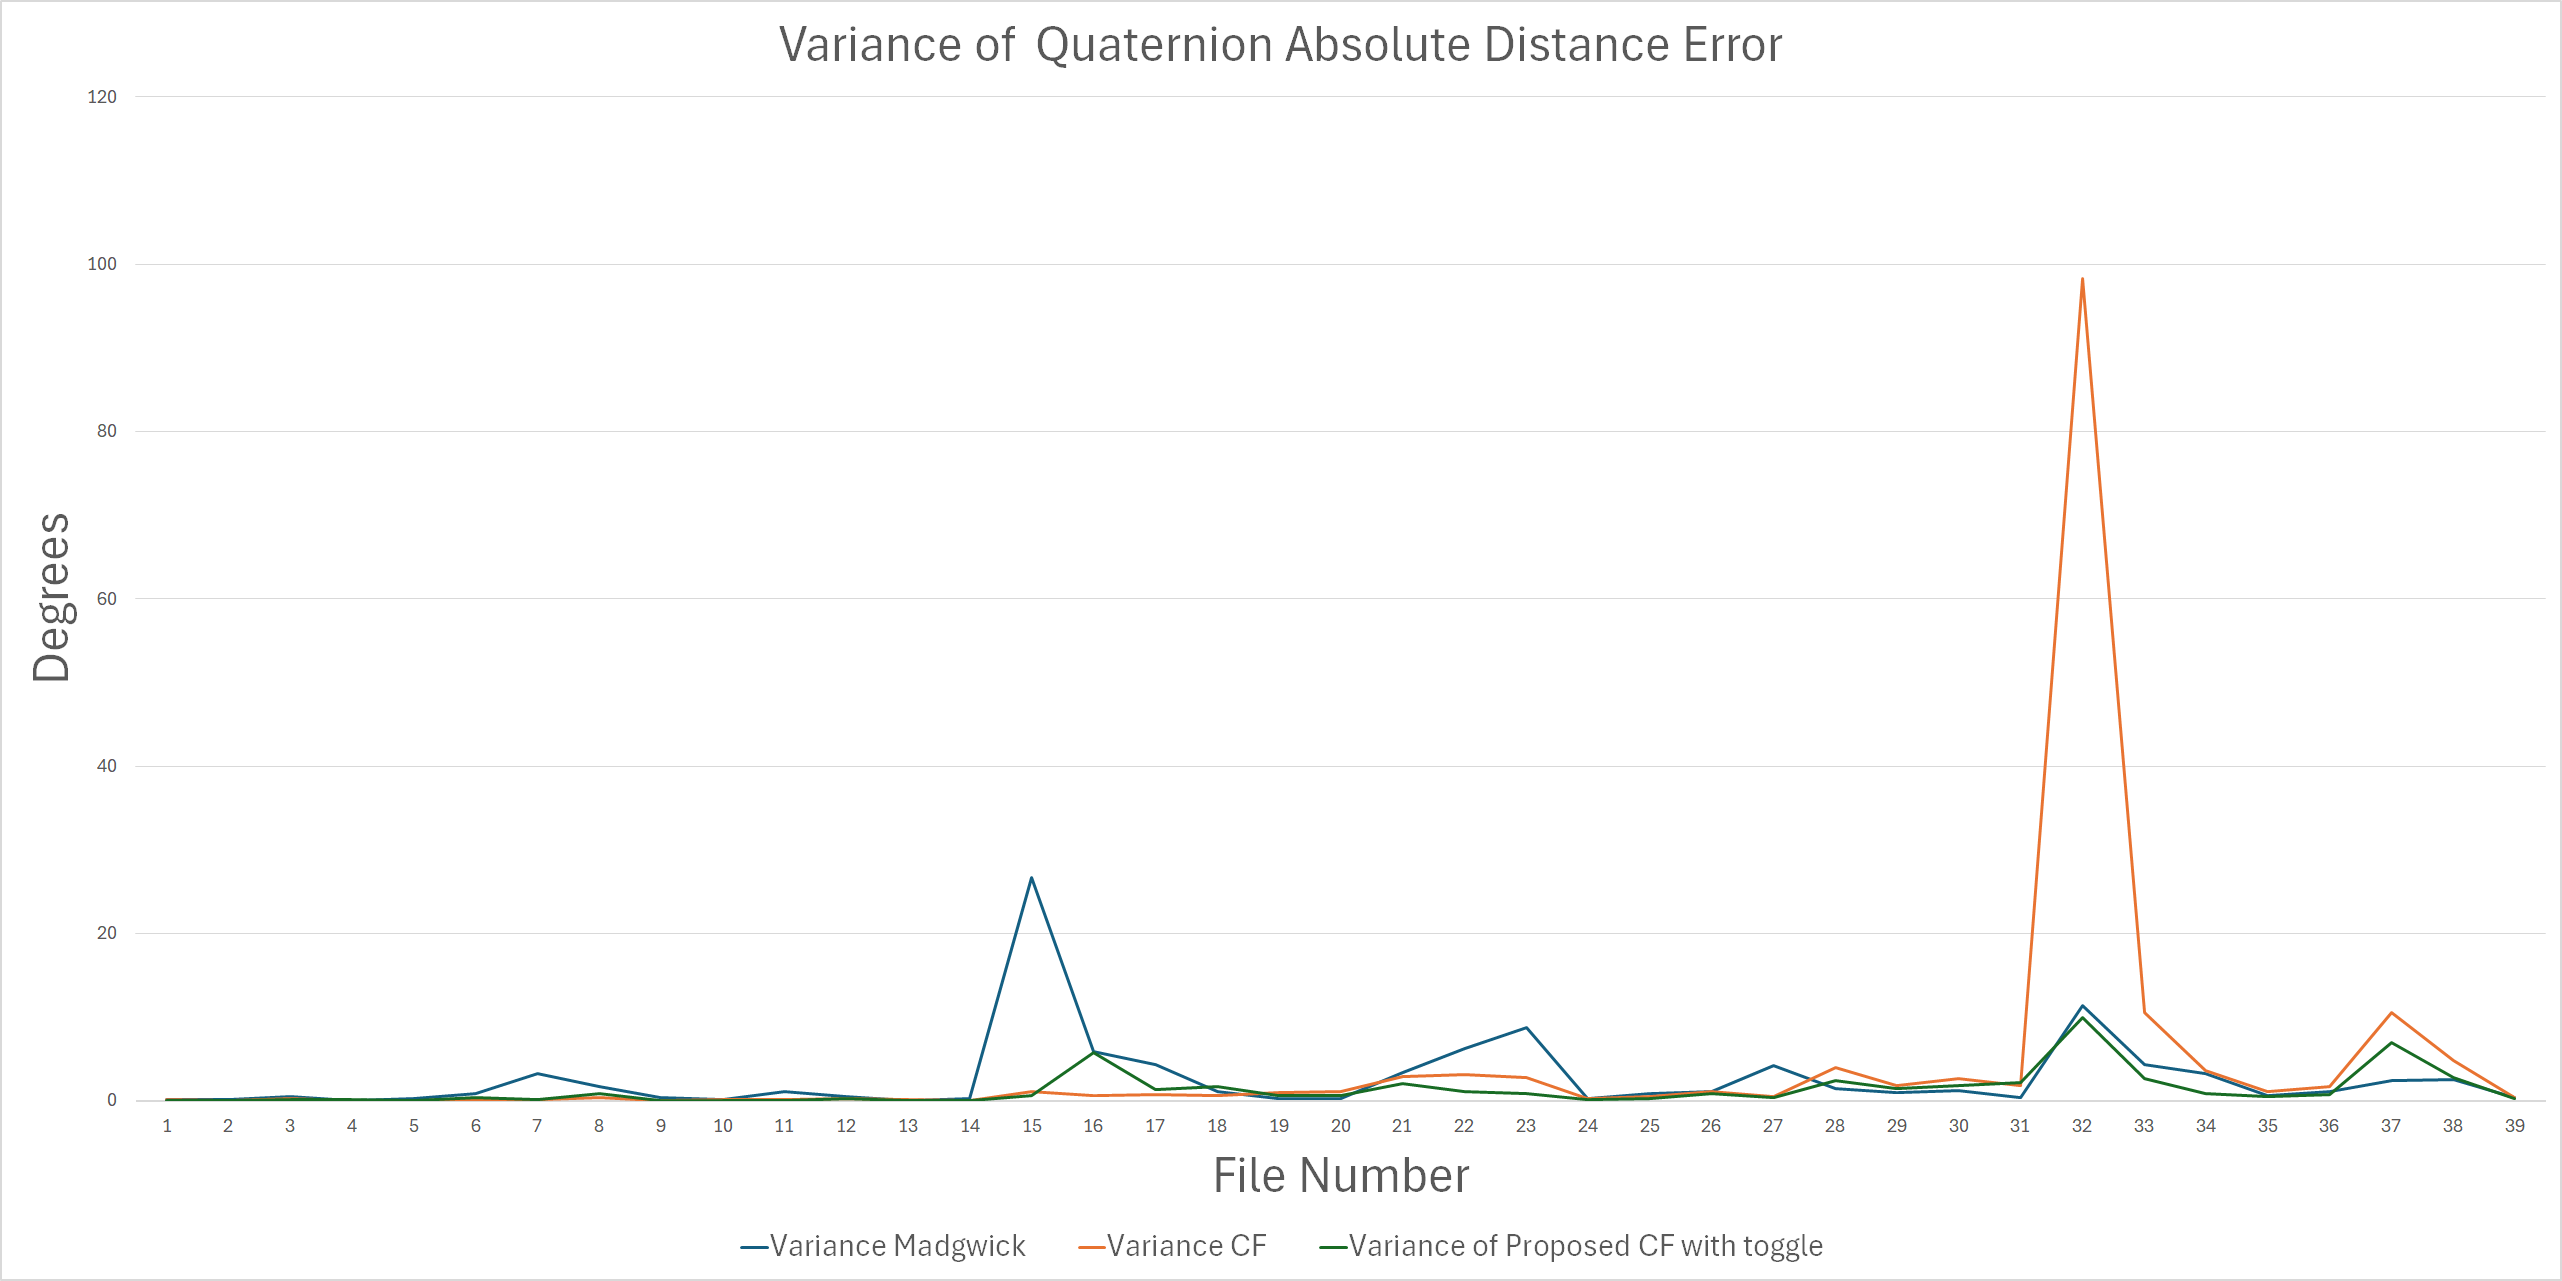 Variance of  Quaternion Absolute Distance Error
120
100
80
60
40
20
0
Degrees
1 2 3 4 5 6 7 8 9 10 11 12 13 14 15 16 17 18 19 20 21 22 23 24 25 26 27 28 29 30 31 32 33 34 35 36 37 38 39
File Number
Variance Madgwick Variance CF Variance of Proposed CF with toggle